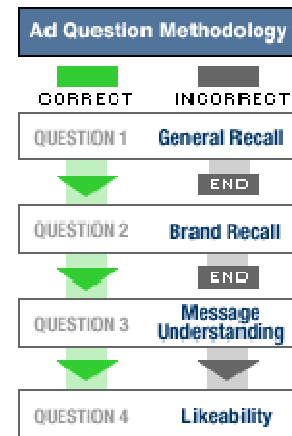 Ad Question Methodology
CORRECT INCORRECT
QUESTION 1 General Recall
END
QUESTION 2 Brand Recall
END
QUESTION 3 Message Understanding
QUESTION 4 Likeability